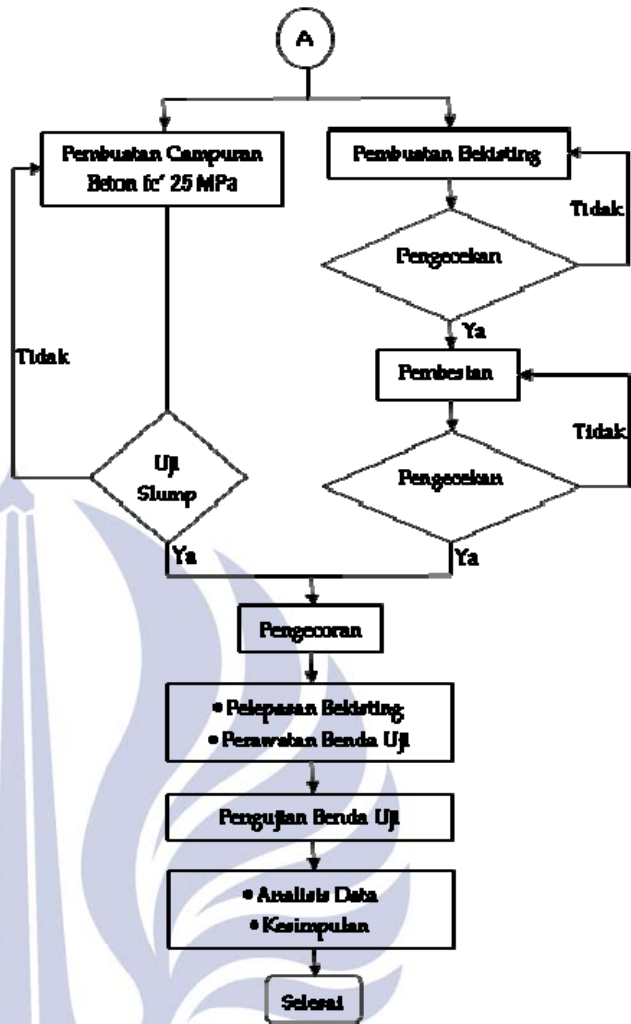 A
Pembuatan Campuran
Beton fc' 25 MPa
Pembuatan Bekisting
Tidak
Pengecekan
Ya
Pembesian
Tidak
Pengecekan
Tidak
Uji
Slump
Ya
Ya
Pengecoran
• Pelepasan Bekisting
• Perawatan Benda Uji
Pengujian Benda Uji
• Analisis Data
• Kesimpulan
Selesai